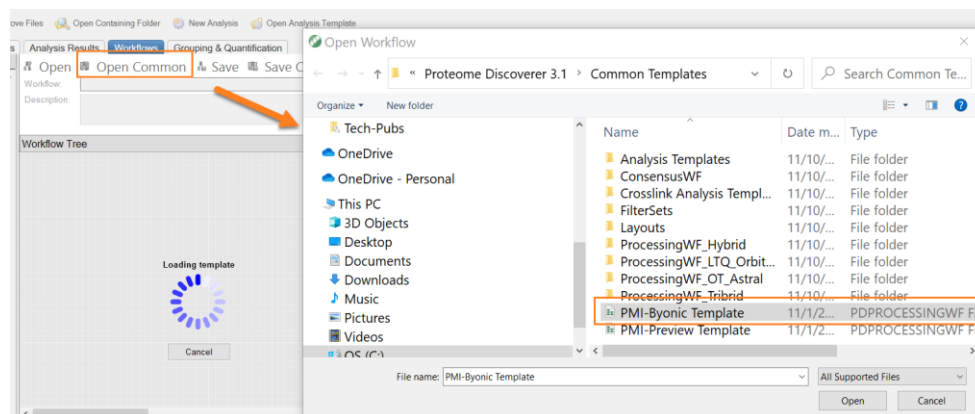 ove Files Open Containing Folder New Analysis Open Analysis Template
s Analysis Results Workflows Grouping & Quantification
Open Open Common Save Save C
Workflow:
Description:
Workflow Tree
Loading template
Cancel
Open Workflow
« Proteome Discoverer 3.1 > Common Templates Search Common Te...
Organize New folder
Tech-Pubs
OneDrive
OneDrive - Personal
This PC
3D Objects
Desktop
Documents
Downloads
Music
Pictures
Videos
OS (C:)
Name Date m... Type
Analysis Templates 11/10/... File folder
ConsensusWF 11/10/... File folder
Crosslink Analysis Templ... 11/10/... File folder
FilterSets 11/10/... File folder
Layouts 11/10/... File folder
ProcessingWF_Hybrid 11/10/... File folder
ProcessingWF_LTQ_Orbit... 11/10/... File folder
ProcessingWF_OT_Astral 11/10/... File folder
ProcessingWF_Tribrid 11/10/... File folder
PMI-Byonic Template 11/1/2... PDPROCESSINGWF F
PMI-Preview Template 11/1/2... PDPROCESSINGWF F
File name: PMI-Byonic Template All Supported Files
Open Cancel